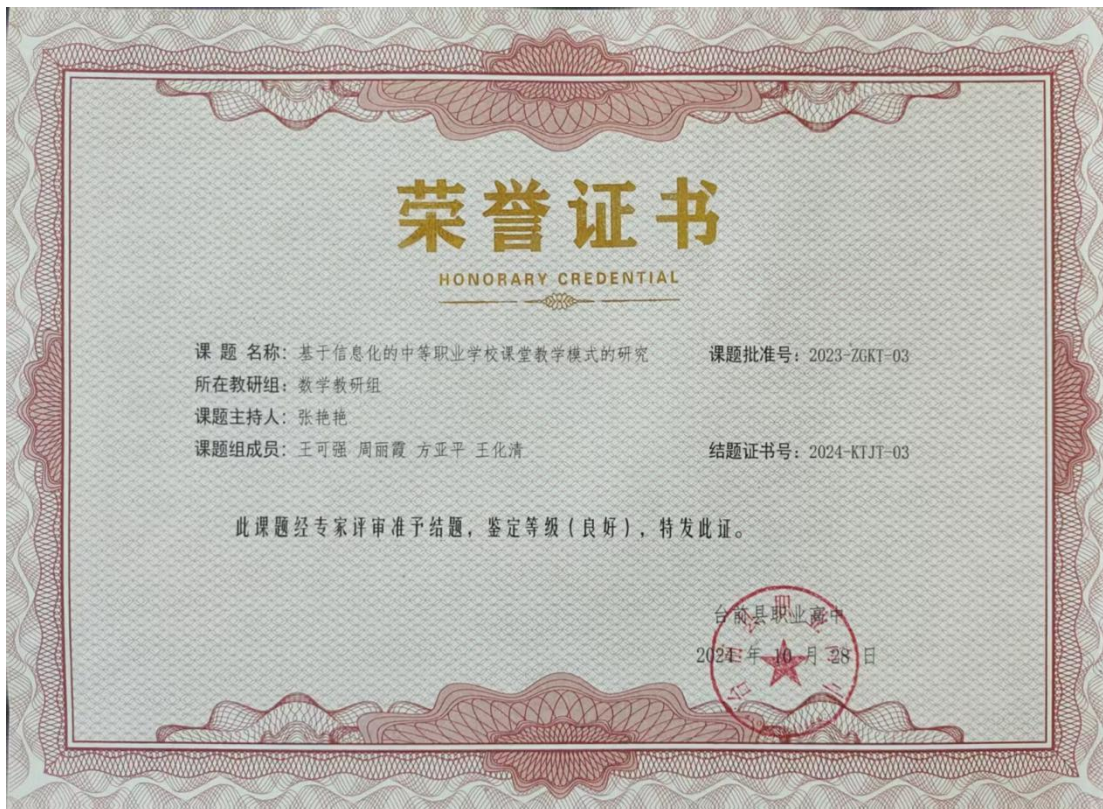 荣誉证书
HONORARY CREDENTIAL
课题名称：基于信息化的中等职业学校课堂教学模式的研究 课题批准号：2023-ZGKT-03
所在教研组：数学教研组
课题主持人：张艳艳
课题组成员：王可强 周丽霞 方亚平 王化清 结题证书号：2024-KTJT-03
此课题经专家评审准予结题，鉴定等级（良好），特发此证。
台前县职业高中
2024 年 10 月 28 日